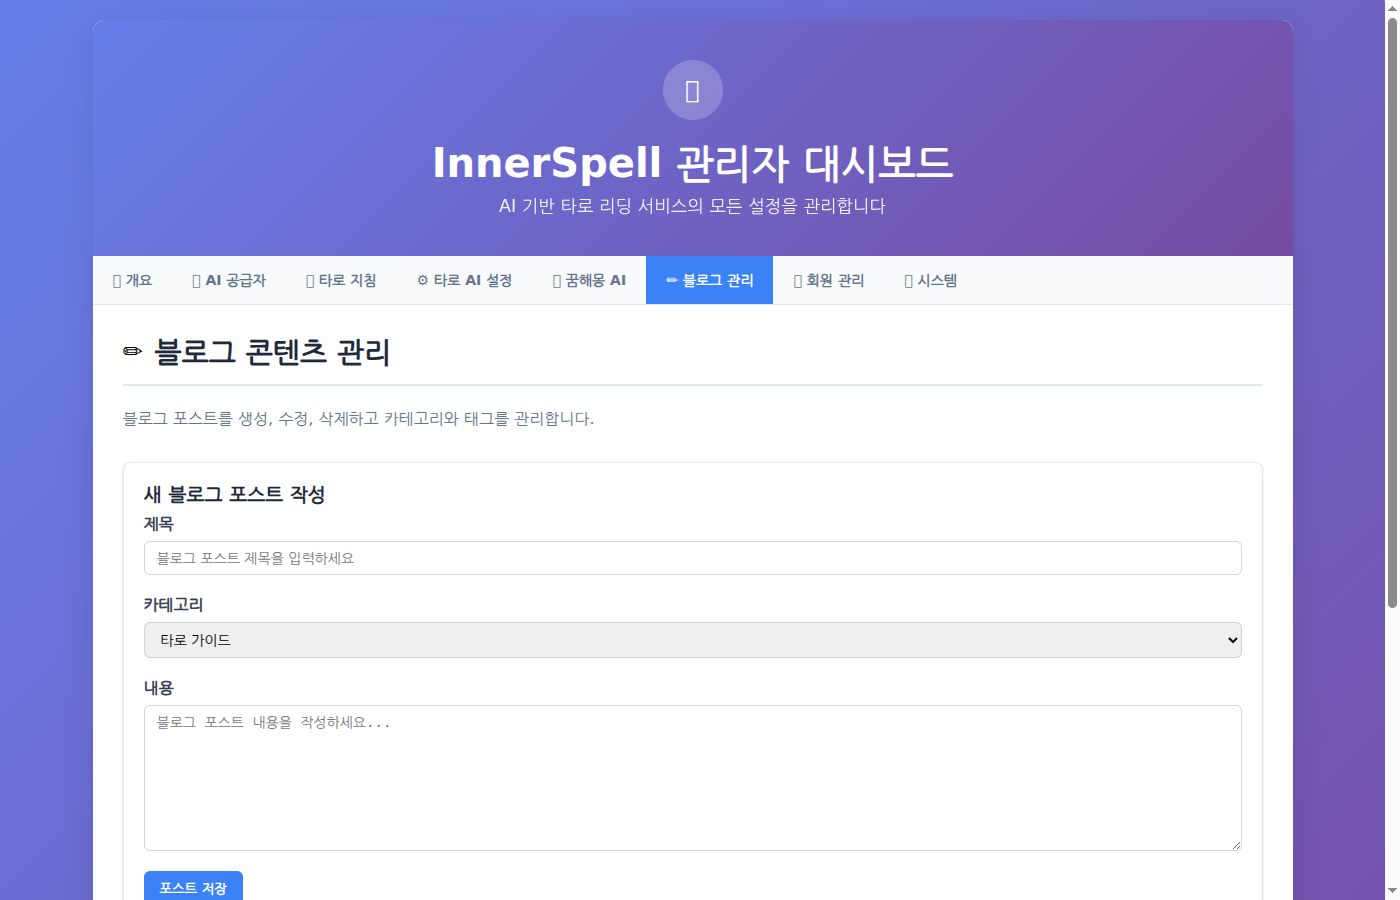 InnerSpell 관리자 대시보드
AI 기반 타로 리딩 서비스의 모든 설정을 관리합니다
개요
AI 공급자
타로 지침
⚙ 타로 AI 설정
꿈해몽 AI
✏ 블로그 관리
회원 관리
시스템
✏ 블로그 콘텐츠 관리
블로그 포스트를 생성, 수정, 삭제하고 카테고리와 태그를 관리합니다.
새 블로그 포스트 작성
제목
블로그 포스트 제목을 입력하세요
카테고리
타로 가이드
내용
블로그 포스트 내용을 작성하세요...
포스트 저장